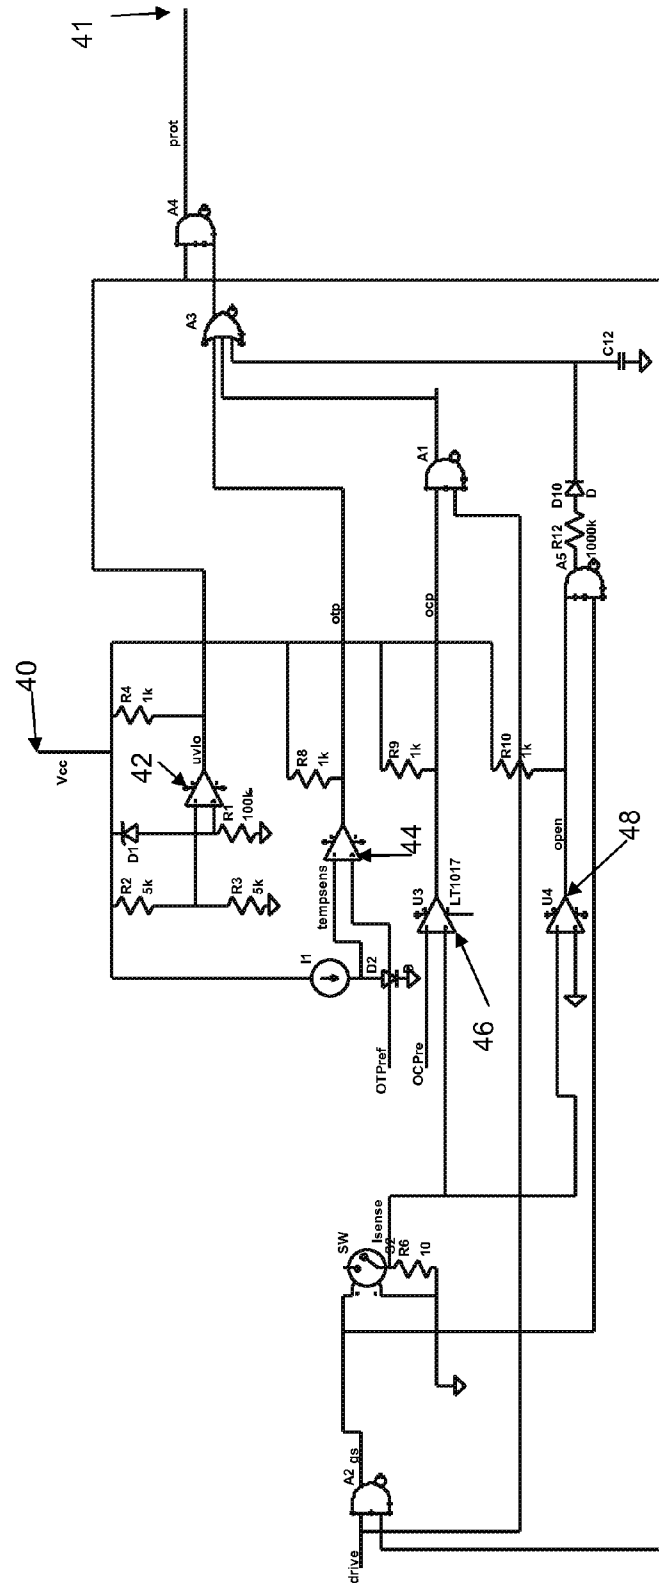 41
prot
A4
A3
C12
A1
D10
D
R12
1000k
A5
otp
ocp
40
Vcc
R4
1k
uvlo
42
R8
1k
R9
1k
R10
1k
R1
100k
D1
R2
5k
R3
5k
44
open
48
tempsens
U3
LT1017
U4
I1
D2
46
OTPref
OCPre
SW
Isense
S2
R6
10
A2
gs
drive